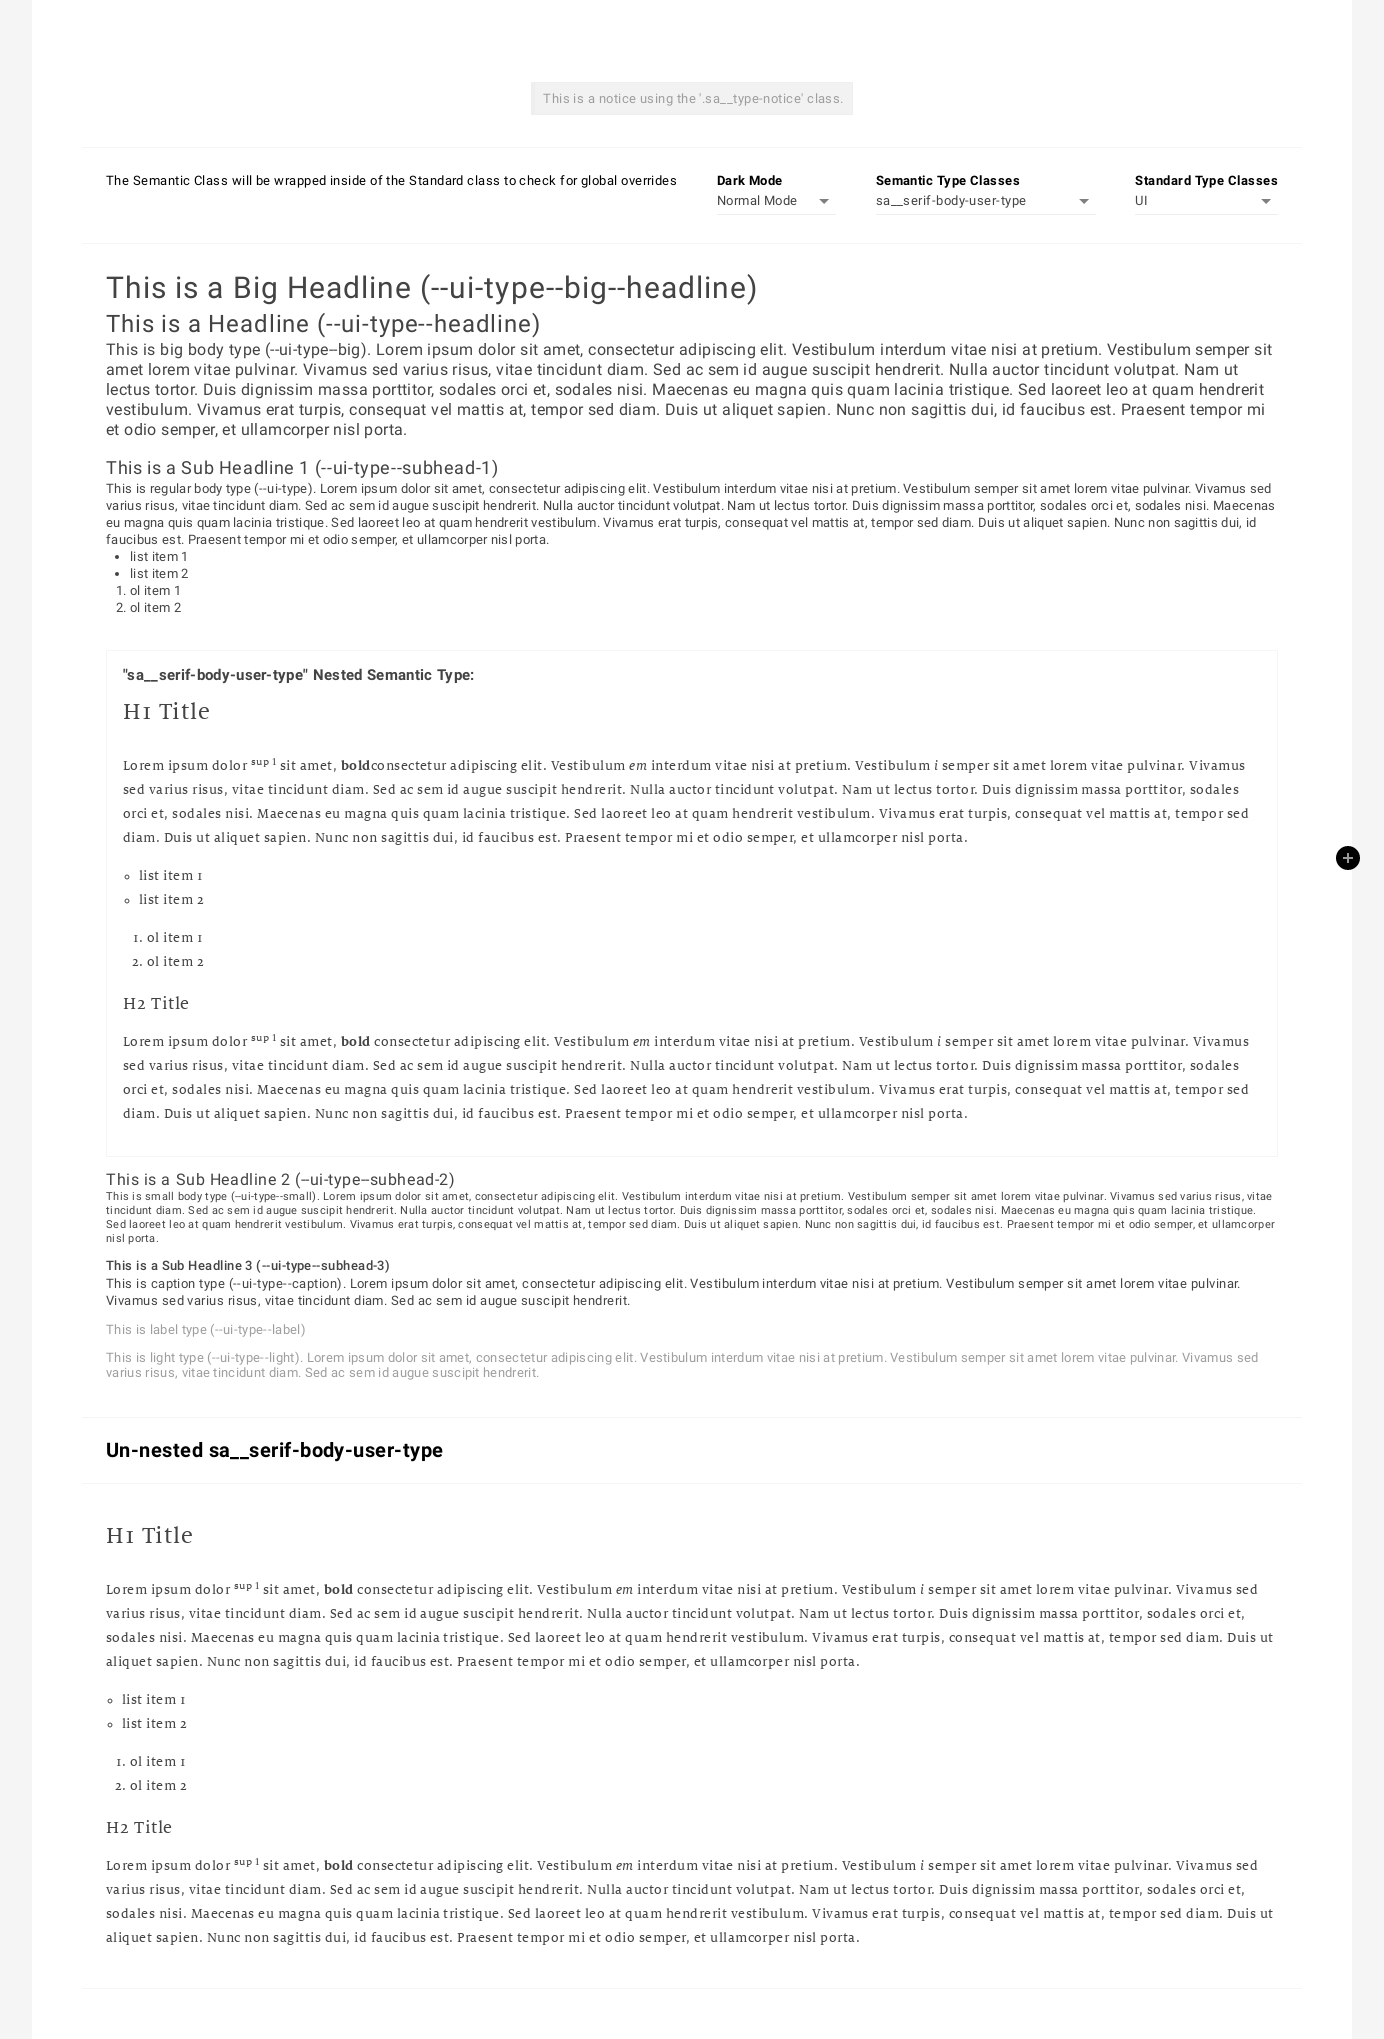 This is a notice using the '.sa__type-notice' class.
The Semantic Class will be wrapped inside of the Standard class to check for global overrides
Dark Mode
Normal Mode
Semantic Type Classes
sa__serif-body-user-type
Standard Type Classes
UI
This is a Big Headline (--ui-type--big--headline)
This is a Headline (--ui-type--headline)
This is big body type (--ui-type--big). Lorem ipsum dolor sit amet, consectetur adipiscing elit. Vestibulum interdum vitae nisi at pretium. Vestibulum semper sit
amet lorem vitae pulvinar. Vivamus sed varius risus, vitae tincidunt diam. Sed ac sem id augue suscipit hendrerit. Nulla auctor tincidunt volutpat. Nam ut
lectus tortor. Duis dignissim massa porttitor, sodales orci et, sodales nisi. Maecenas eu magna quis quam lacinia tristique. Sed laoreet leo at quam hendrerit
vestibulum. Vivamus erat turpis, consequat vel mattis at, tempor sed diam. Duis ut aliquet sapien. Nunc non sagittis dui, id faucibus est. Praesent tempor mi
et odio semper, et ullamcorper nisl porta.
This is a Sub Headline 1 (--ui-type--subhead-1)
This is regular body type (--ui-type). Lorem ipsum dolor sit amet, consectetur adipiscing elit. Vestibulum interdum vitae nisi at pretium. Vestibulum semper sit amet lorem vitae pulvinar. Vivamus sed
varius risus, vitae tincidunt diam. Sed ac sem id augue suscipit hendrerit. Nulla auctor tincidunt volutpat. Nam ut lectus tortor. Duis dignissim massa porttitor, sodales orci et, sodales nisi. Maecenas
eu magna quis quam lacinia tristique. Sed laoreet leo at quam hendrerit vestibulum. Vivamus erat turpis, consequat vel mattis at, tempor sed diam. Duis ut aliquet sapien. Nunc non sagittis dui, id
faucibus est. Praesent tempor mi et odio semper, et ullamcorper nisl porta.
• list item 1
• list item 2
1. ol item 1
2. ol item 2
"sa__serif-body-user-type" Nested Semantic Type:
H1 Title
Lorem ipsum dolor sup 1 sit amet, boldconsectetur adipiscing elit. Vestibulum em interdum vitae nisi at pretium. Vestibulum i semper sit amet lorem vitae pulvinar. Vivamus
sed varius risus, vitae tincidunt diam. Sed ac sem id augue suscipit hendrerit. Nulla auctor tincidunt volutpat. Nam ut lectus tortor. Duis dignissim massa porttitor, sodales
orci et, sodales nisi. Maecenas eu magna quis quam lacinia tristique. Sed laoreet leo at quam hendrerit vestibulum. Vivamus erat turpis, consequat vel mattis at, tempor sed
diam. Duis ut aliquet sapien. Nunc non sagittis dui, id faucibus est. Praesent tempor mi et odio semper, et ullamcorper nisl porta.
◦ list item 1
◦ list item 2
1. ol item 1
2. ol item 2
H2 Title
Lorem ipsum dolor sup 1 sit amet, bold consectetur adipiscing elit. Vestibulum em interdum vitae nisi at pretium. Vestibulum i semper sit amet lorem vitae pulvinar. Vivamus
sed varius risus, vitae tincidunt diam. Sed ac sem id augue suscipit hendrerit. Nulla auctor tincidunt volutpat. Nam ut lectus tortor. Duis dignissim massa porttitor, sodales
orci et, sodales nisi. Maecenas eu magna quis quam lacinia tristique. Sed laoreet leo at quam hendrerit vestibulum. Vivamus erat turpis, consequat vel mattis at, tempor sed
diam. Duis ut aliquet sapien. Nunc non sagittis dui, id faucibus est. Praesent tempor mi et odio semper, et ullamcorper nisl porta.
This is a Sub Headline 2 (--ui-type--subhead-2)
This is small body type (--ui-type--small). Lorem ipsum dolor sit amet, consectetur adipiscing elit. Vestibulum interdum vitae nisi at pretium. Vestibulum semper sit amet lorem vitae pulvinar. Vivamus sed varius risus, vitae
tincidunt diam. Sed ac sem id augue suscipit hendrerit. Nulla auctor tincidunt volutpat. Nam ut lectus tortor. Duis dignissim massa porttitor, sodales orci et, sodales nisi. Maecenas eu magna quis quam lacinia tristique.
Sed laoreet leo at quam hendrerit vestibulum. Vivamus erat turpis, consequat vel mattis at, tempor sed diam. Duis ut aliquet sapien. Nunc non sagittis dui, id faucibus est. Praesent tempor mi et odio semper, et ullamcorper
nisl porta.
This is a Sub Headline 3 (--ui-type--subhead-3)
This is caption type (--ui-type--caption). Lorem ipsum dolor sit amet, consectetur adipiscing elit. Vestibulum interdum vitae nisi at pretium. Vestibulum semper sit amet lorem vitae pulvinar.
Vivamus sed varius risus, vitae tincidunt diam. Sed ac sem id augue suscipit hendrerit.
This is label type (--ui-type--label)
This is light type (--ui-type--light). Lorem ipsum dolor sit amet, consectetur adipiscing elit. Vestibulum interdum vitae nisi at pretium. Vestibulum semper sit amet lorem vitae pulvinar. Vivamus sed
varius risus, vitae tincidunt diam. Sed ac sem id augue suscipit hendrerit.
Un-nested sa__serif-body-user-type
H1 Title
Lorem ipsum dolor sup 1 sit amet, bold consectetur adipiscing elit. Vestibulum em interdum vitae nisi at pretium. Vestibulum i semper sit amet lorem vitae pulvinar. Vivamus sed
varius risus, vitae tincidunt diam. Sed ac sem id augue suscipit hendrerit. Nulla auctor tincidunt volutpat. Nam ut lectus tortor. Duis dignissim massa porttitor, sodales orci et,
sodales nisi. Maecenas eu magna quis quam lacinia tristique. Sed laoreet leo at quam hendrerit vestibulum. Vivamus erat turpis, consequat vel mattis at, tempor sed diam. Duis ut
aliquet sapien. Nunc non sagittis dui, id faucibus est. Praesent tempor mi et odio semper, et ullamcorper nisl porta.
◦ list item 1
◦ list item 2
1. ol item 1
2. ol item 2
H2 Title
Lorem ipsum dolor sup 1 sit amet, bold consectetur adipiscing elit. Vestibulum em interdum vitae nisi at pretium. Vestibulum i semper sit amet lorem vitae pulvinar. Vivamus sed
varius risus, vitae tincidunt diam. Sed ac sem id augue suscipit hendrerit. Nulla auctor tincidunt volutpat. Nam ut lectus tortor. Duis dignissim massa porttitor, sodales orci et,
sodales nisi. Maecenas eu magna quis quam lacinia tristique. Sed laoreet leo at quam hendrerit vestibulum. Vivamus erat turpis, consequat vel mattis at, tempor sed diam. Duis ut
aliquet sapien. Nunc non sagittis dui, id faucibus est. Praesent tempor mi et odio semper, et ullamcorper nisl porta.